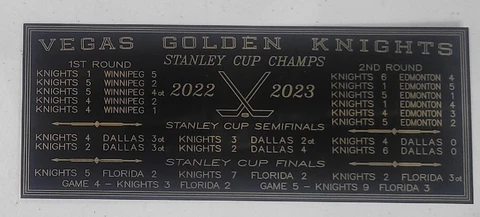 VEGAS GOLDEN KNIGHTS
STANLEY CUP CHAMPS
2022 2023
1ST ROUND
KNIGHTS 1 WINNIPEG 5
KNIGHTS 5 WINNIPEG 2
KNIGHTS 5 WINNIPEG 4 ot
KNIGHTS 4 WINNIPEG 2
KNIGHTS 4 WINNIPEG 1
2ND ROUND
KNIGHTS 6 EDMONTON 4
KNIGHTS 1 EDMONTON 5
KNIGHTS 5 EDMONTON 1
KNIGHTS 1 EDMONTON 4
KNIGHTS 4 EDMONTON 3
KNIGHTS 5 EDMONTON 2
STANLEY CUP SEMIFINALS
KNIGHTS 4 DALLAS 3 ot
KNIGHTS 3 DALLAS 2 ot
KNIGHTS 4 DALLAS 0
KNIGHTS 2 DALLAS 3 ot
KNIGHTS 2 DALLAS 4
KNIGHTS 6 DALLAS 0
STANLEY CUP FINALS
KNIGHTS 5 FLORIDA 2
KNIGHTS 7 FLORIDA 2
KNIGHTS 2 FLORIDA 3 ot
GAME 4 - KNIGHTS 3 FLORIDA 2
GAME 5 - KNIGHTS 9 FLORIDA 3